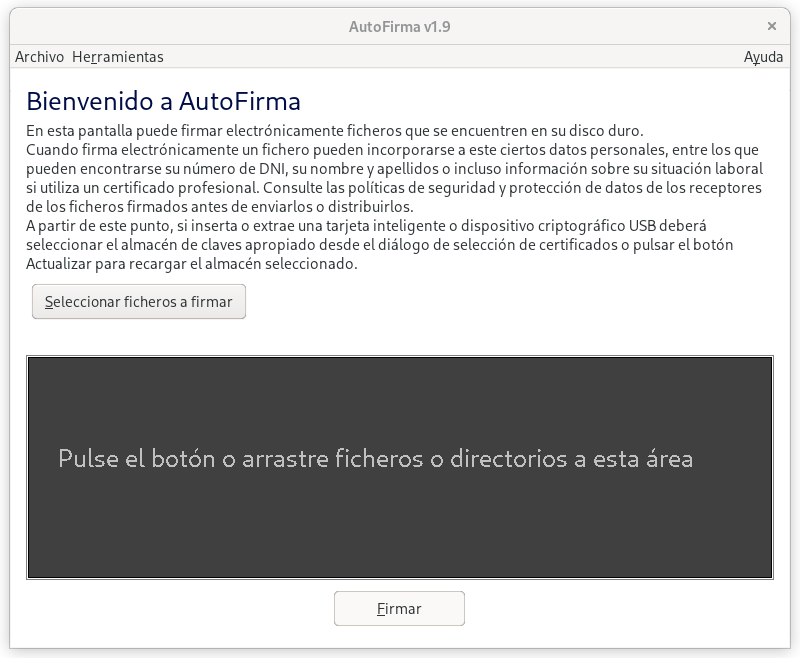 AutoFirma v1.9
Archivo Herramientas Ayuda
Bienvenido a AutoFirma
En esta pantalla puede firmar electrónicamente ficheros que se encuentren en su disco duro.
Cuando firma electrónicamente un fichero pueden incorporarse a este ciertos datos personales, entre los que
pueden encontrarse su número de DNI, su nombre y apellidos o incluso información sobre su situación laboral
si utiliza un certificado profesional. Consulte las políticas de seguridad y protección de datos de los receptores
de los ficheros firmados antes de enviarlos o distribuirlos.
A partir de este punto, si inserta o extrae una tarjeta inteligente o dispositivo criptográfico USB deberá
seleccionar el almacén de claves apropiado desde el diálogo de selección de certificados o pulsar el botón
Actualizar para recargar el almacén seleccionado.
Seleccionar ficheros a firmar
Pulse el botón o arrastre ficheros o directorios a esta área
Firmar